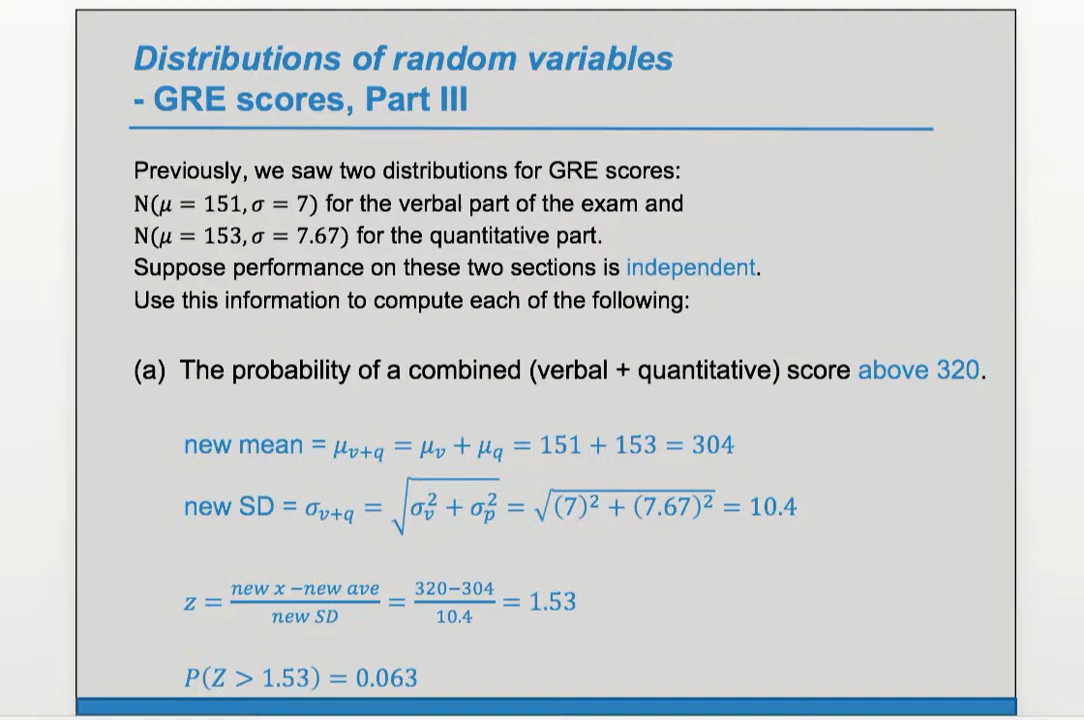 Distributions of random variables
- GRE scores, Part III
Previously, we saw two distributions for GRE scores:
N(μ = 151, σ = 7) for the verbal part of the exam and
N(μ = 153, σ = 7.67) for the quantitative part.
Suppose performance on these two sections is independent.
Use this information to compute each of the following:
(a) The probability of a combined (verbal + quantitative) score above 320.
new mean = μᵥ₊q = μᵥ + μq = 151 + 153 = 304
new SD = σᵥ₊q = √(σᵥ² + σₚ²) = √(7)² + (7.67)² = 10.4
z = (new x −new ave)/(new SD) = (320−304)/10.4 = 1.53
P(Z > 1.53) = 0.063